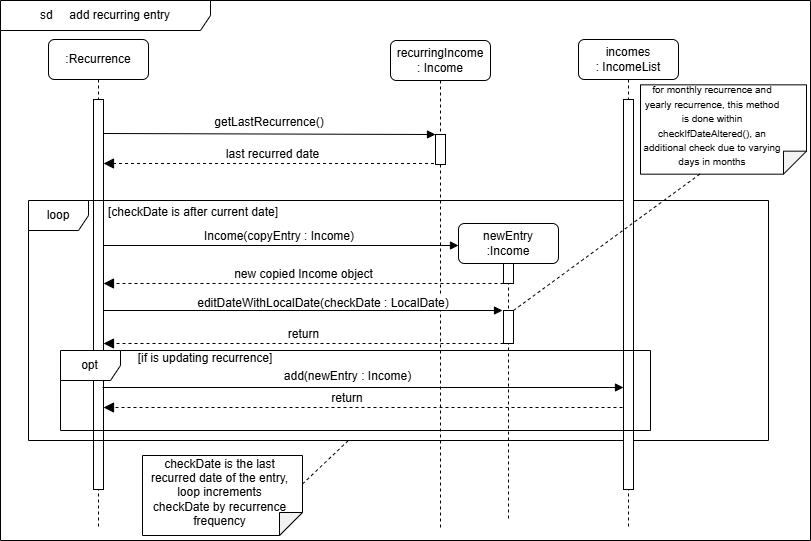 sd add recurring entry
:Recurrence
recurringIncome
: Income
incomes
: IncomeList
for monthly recurrence and
yearly recurrence, this method
is done within
checkIfDateAltered(), an
additional check due to varying
days in months
getLastRecurrence()
last recurred date
loop
[checkDate is after current date]
Income(copyEntry : Income)
newEntry
:Income
new copied Income object
editDateWithLocalDate(checkDate : LocalDate)
return
opt
[if is updating recurrence]
add(newEntry : Income)
return
checkDate is the last
recurred date of the entry,
loop increments
checkDate by recurrence
frequency